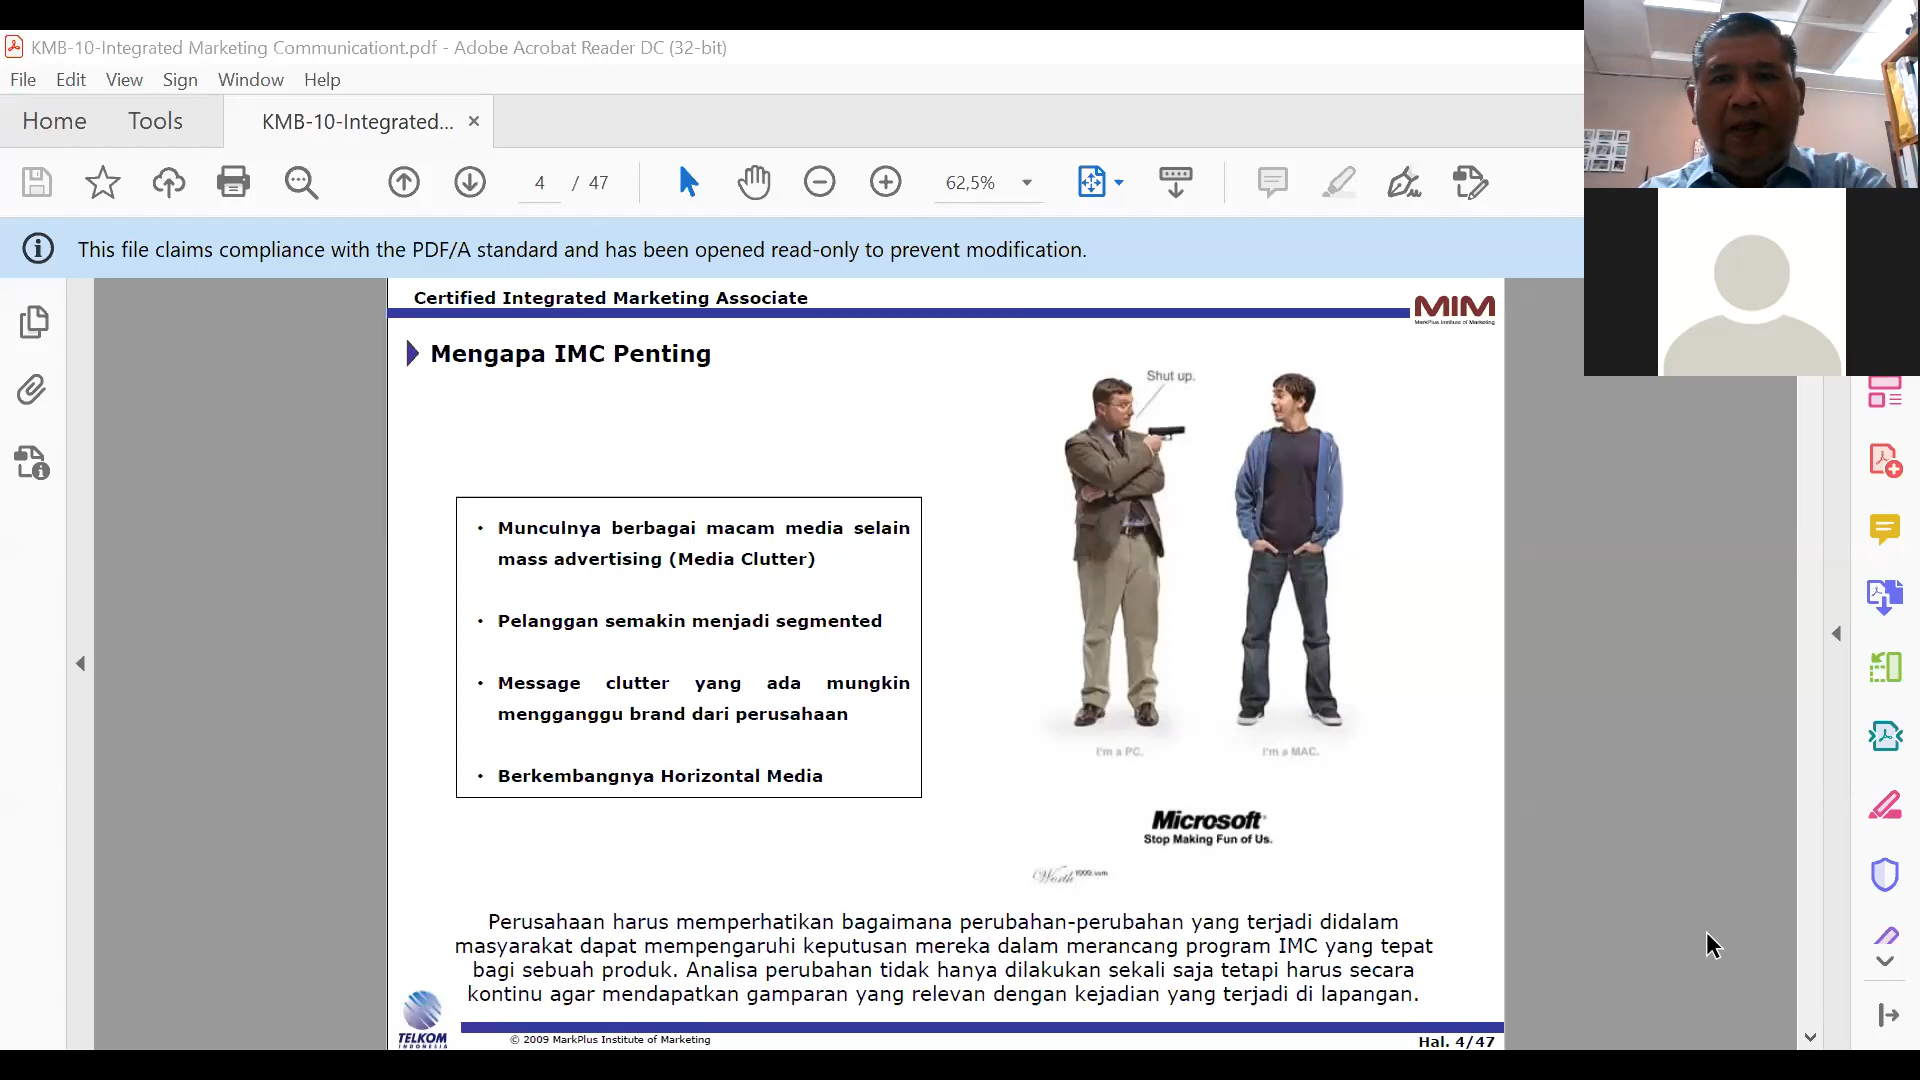 KMB-10-Integrated Marketing Communicationt.pdf - Adobe Acrobat Reader DC (32-bit)
File Edit View Sign Window Help
Home Tools KMB-10-Integrated... ×
4 / 47 62,5%
This file claims compliance with the PDF/A standard and has been opened read-only to prevent modification.
Certified Integrated Marketing Associate
MIM
MarkPlus Institute of Marketing
Mengapa IMC Penting
Shut up.
• Munculnya berbagai macam media selain
mass advertising (Media Clutter)
• Pelanggan semakin menjadi segmented
• Message clutter yang ada mungkin
mengganggu brand dari perusahaan
• Berkembangnya Horizontal Media
I'm a PC. I'm a MAC.
Microsoft
Stop Making Fun of Us.
Worth1000.com
Perusahaan harus memperhatikan bagaimana perubahan-perubahan yang terjadi didalam
masyarakat dapat mempengaruhi keputusan mereka dalam merancang program IMC yang tepat
bagi sebuah produk. Analisa perubahan tidak hanya dilakukan sekali saja tetapi harus secara
kontinu agar mendapatkan gamparan yang relevan dengan kejadian yang terjadi di lapangan.
TELKOM
INDONESIA
© 2009 MarkPlus Institute of Marketing
Hal. 4/47